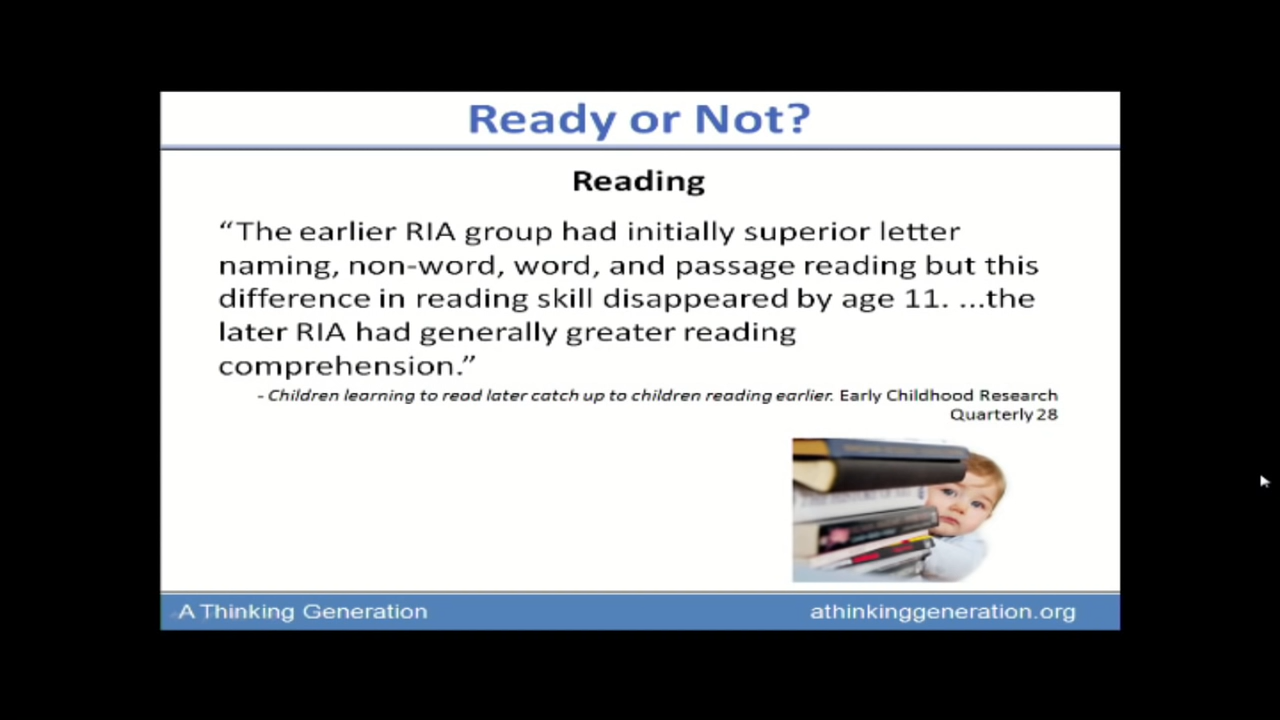 Ready or Not?
Reading
“The earlier RIA group had initially superior letter
naming, non-word, word, and passage reading but this
difference in reading skill disappeared by age 11. ...the
later RIA had generally greater reading
comprehension.”
- Children learning to read later catch up to children reading earlier. Early Childhood Research
Quarterly 28
A Thinking Generation
athinkinggeneration.org